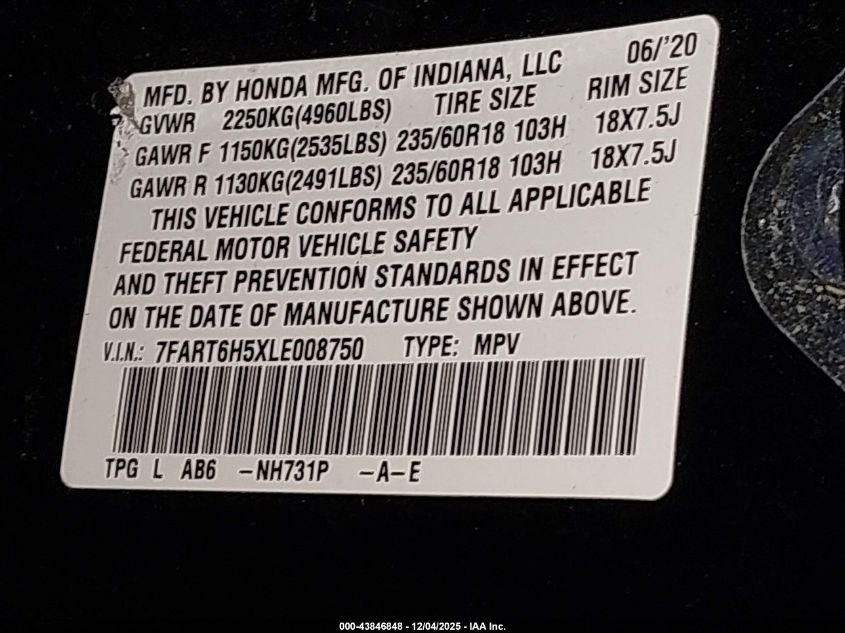 MFD. BY HONDA MFG. OF INDIANA, LLC 06/'20
GVWR 2250KG(4960LBS) TIRE SIZE RIM SIZE
GAWR F 1150KG(2535LBS) 235/60R18 103H 18X7.5J
GAWR R 1130KG(2491LBS) 235/60R18 103H 18X7.5J
THIS VEHICLE CONFORMS TO ALL APPLICABLE
FEDERAL MOTOR VEHICLE SAFETY
AND THEFT PREVENTION STANDARDS IN EFFECT
ON THE DATE OF MANUFACTURE SHOWN ABOVE.
V.I.N.: 7FART6H5XLE008750 TYPE: MPV
TPG L AB6 -NH731P -A-E
000-43846848 - 12/04/2025 - IAA Inc.